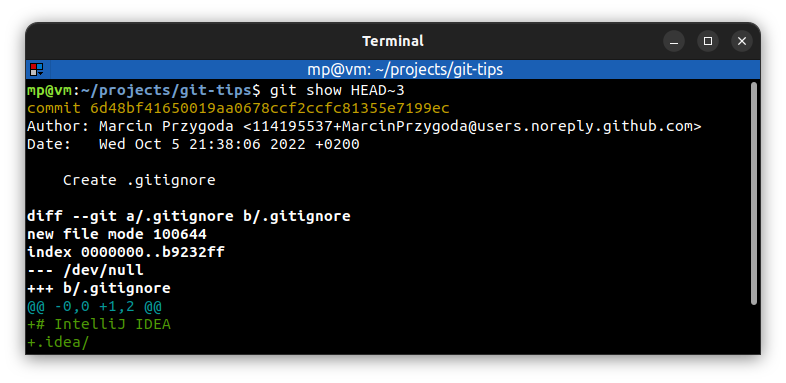 Terminal
mp@vm: ~/projects/git-tips
mp@vm:~/projects/git-tips$ git show HEAD~3
commit 6d48bf41650019aa0678ccf2ccfc81355e7199ec
Author: Marcin Przygoda <114195537+MarcinPrzygoda@users.noreply.github.com>
Date:   Wed Oct 5 21:38:06 2022 +0200
    Create .gitignore
diff --git a/.gitignore b/.gitignore
new file mode 100644
index 0000000..b9232ff
--- /dev/null
+++ b/.gitignore
@@ -0,0 +1,2 @@
+# IntelliJ IDEA
+.idea/